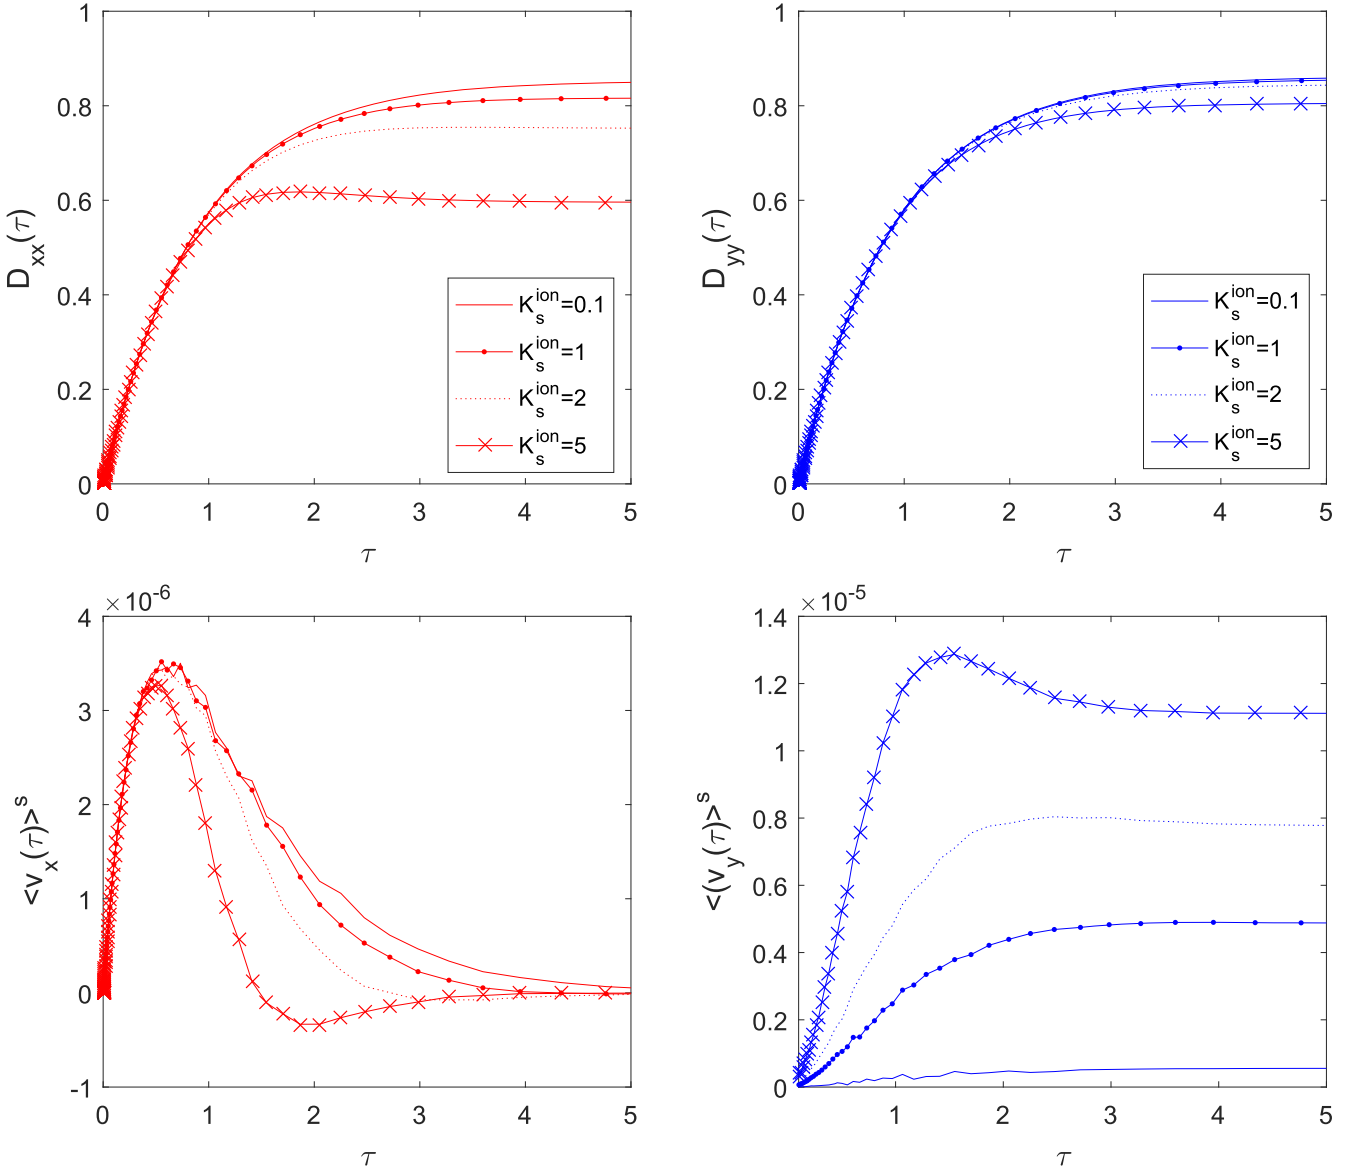 1
0.8
0.6
0.4
0.2
0
D_xx(τ)
0 1 2 3 4 5
τ
K_s^ion=0.1
K_s^ion=1
K_s^ion=2
K_s^ion=5
1
0.8
0.6
0.4
0.2
0
D_yy(τ)
0 1 2 3 4 5
τ
K_s^ion=0.1
K_s^ion=1
K_s^ion=2
K_s^ion=5
×10^-6
4
3
2
1
0
-1
<v_x(τ)>^s
0 1 2 3 4 5
τ
×10^-5
1.4
1.2
1
0.8
0.6
0.4
0.2
0
<(v_y(τ)>^s
1 2 3 4 5
τ